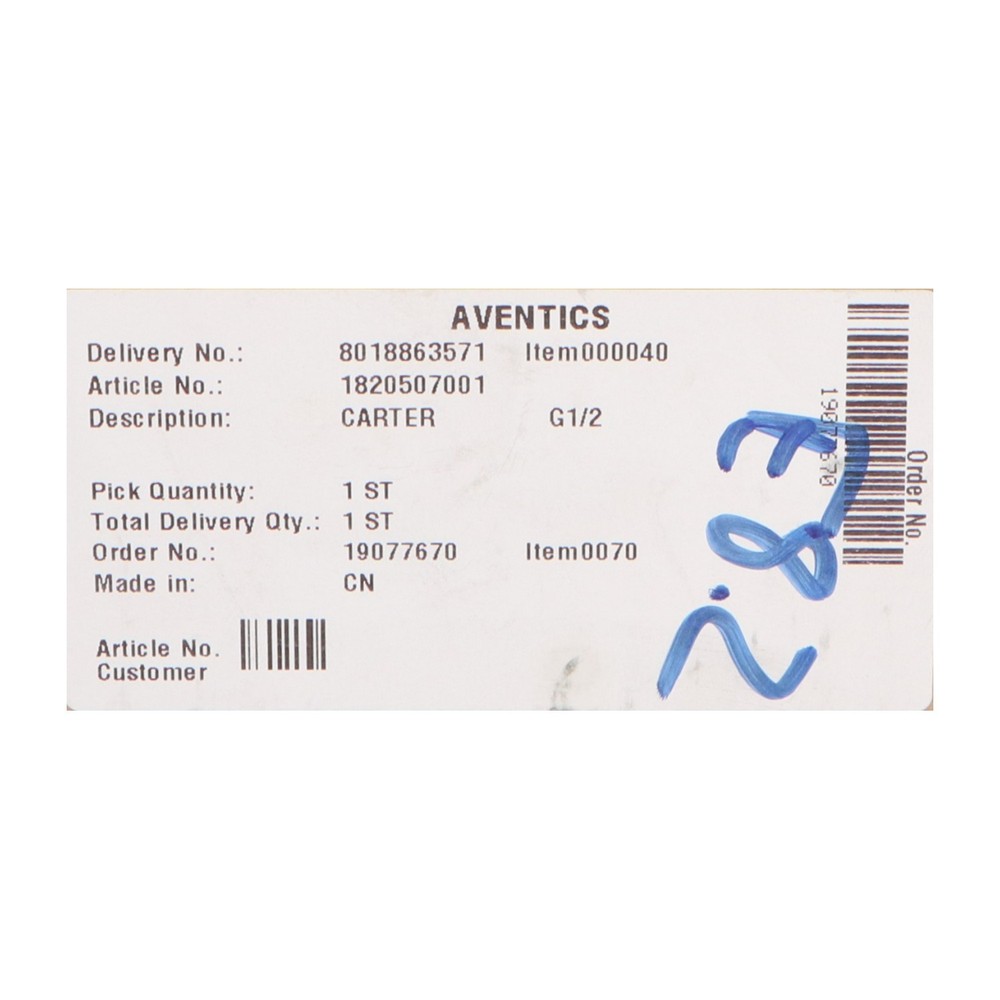 AVENTICS
Delivery No.: 8018863571 Item000040
Article No.: 1820507001
Description: CARTER G1/2
Pick Quantity: 1 ST
Total Delivery Qty.: 1 ST
Order No.: 19077670 Item0070
Made in: CN
Article No.
Customer
19077670
Order No.